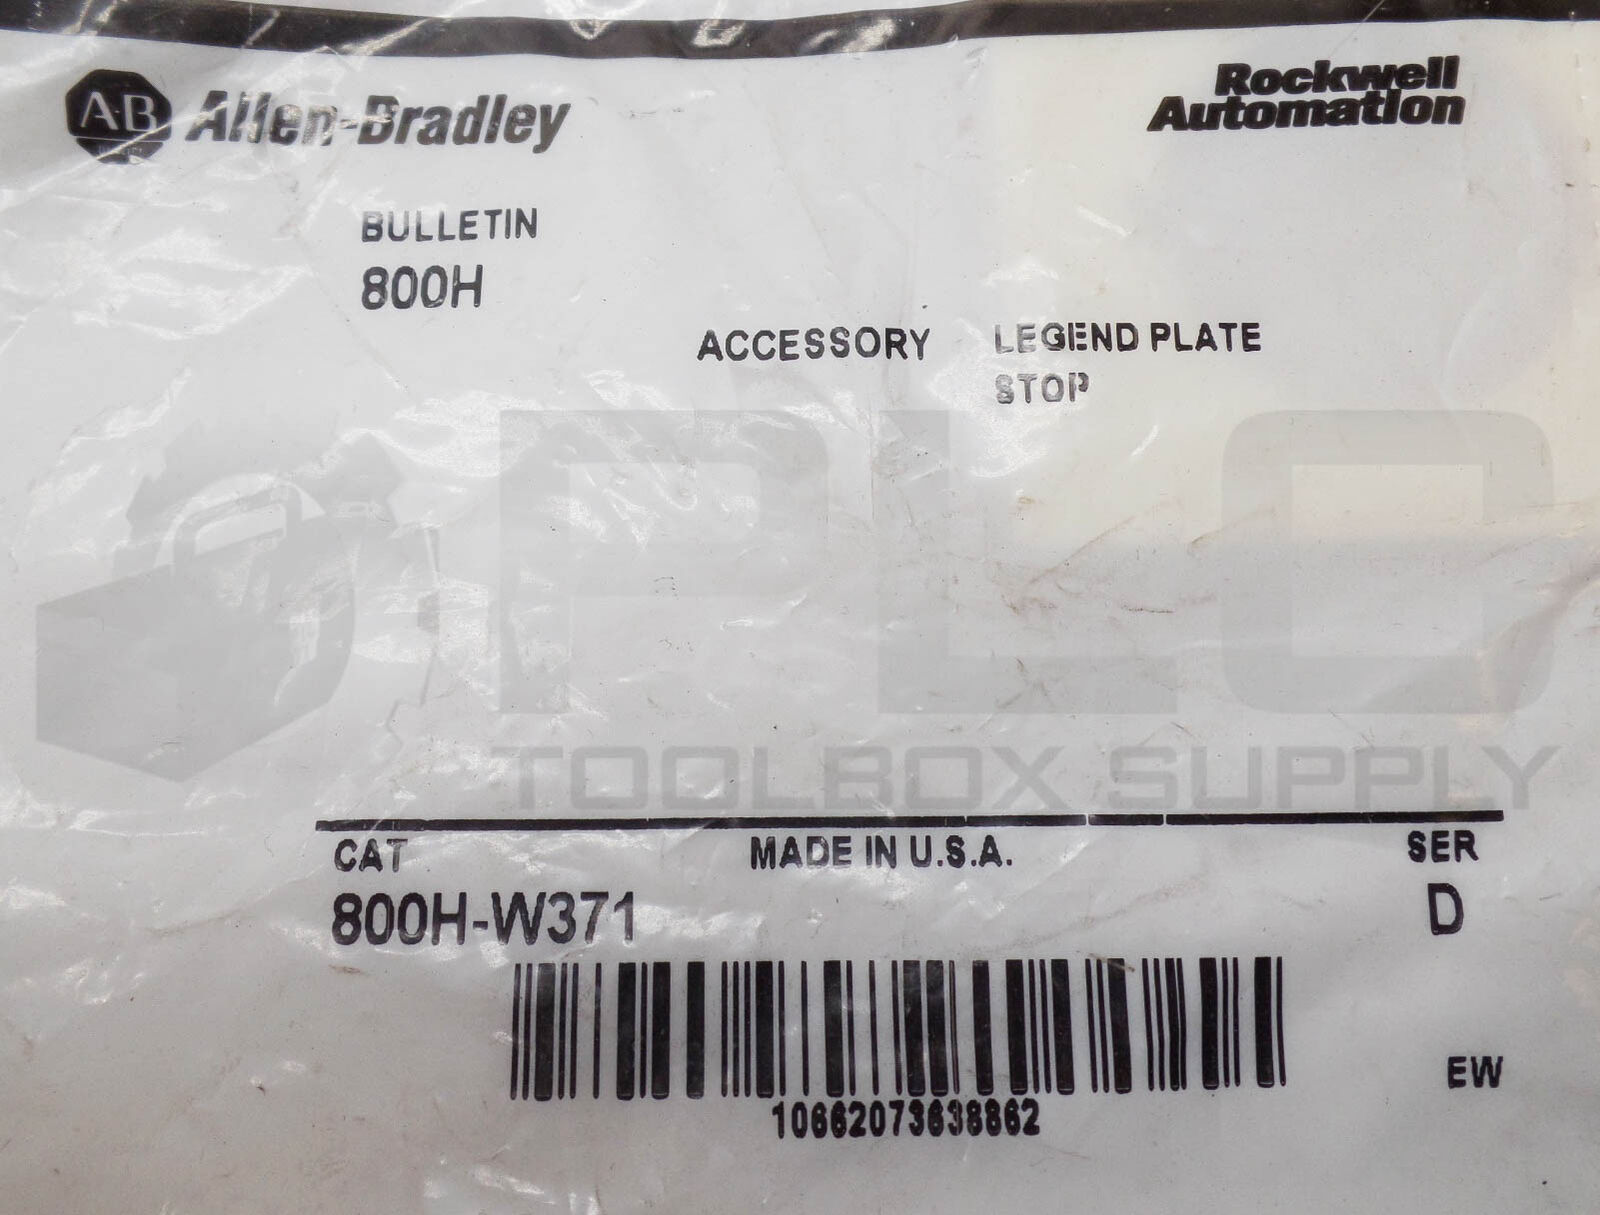 A-B
Allen-Bradley
Rockwell
Automation
BULLETIN
800H
ACCESSORY
LEGEND PLATE
STOP
PLC
TOOLBOX SUPPLY
CAT
MADE IN U.S.A.
SER
800H-W371
D
EW
10662073638862